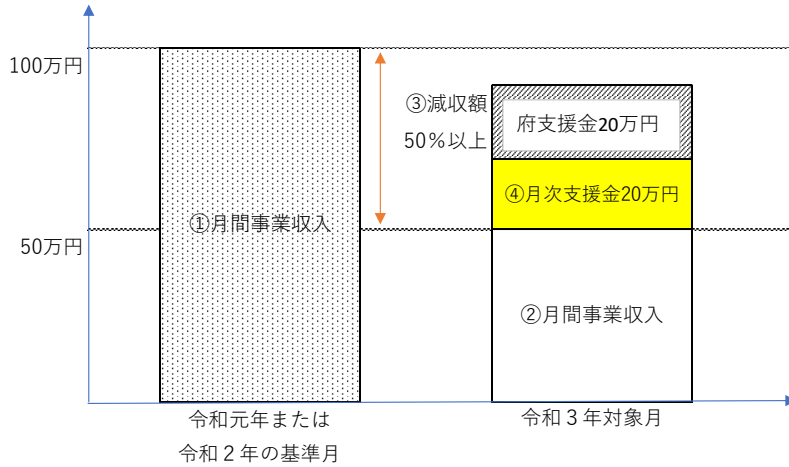 100万円
③減収額
50％以上
府支援金20万円
④月次支援金20万円
①月間事業収入
50万円
②月間事業収入
令和元年または
令和２年の基準月
令和３年対象月